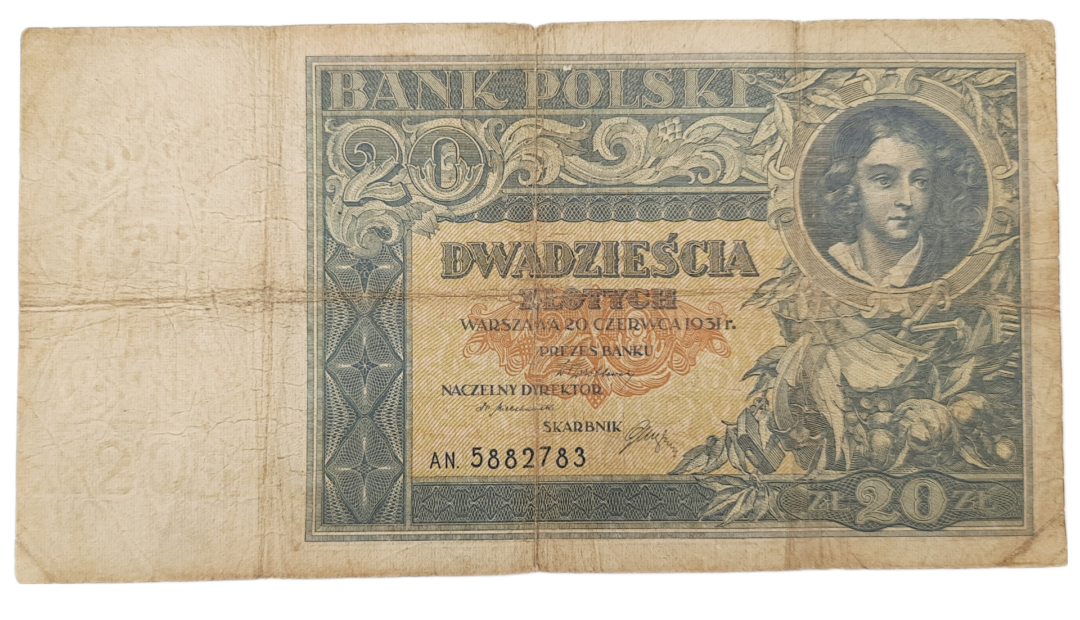 BANK POLSKI
20
DWADZIEŚCIA
ZŁOTYCH
WARSZAWA 20 CZERWCA 1931 r.
PREZES BANKU
NACZELNY DYREKTOR
SKARBNIK
AN. 5882783
ZŁ 20 ZŁ